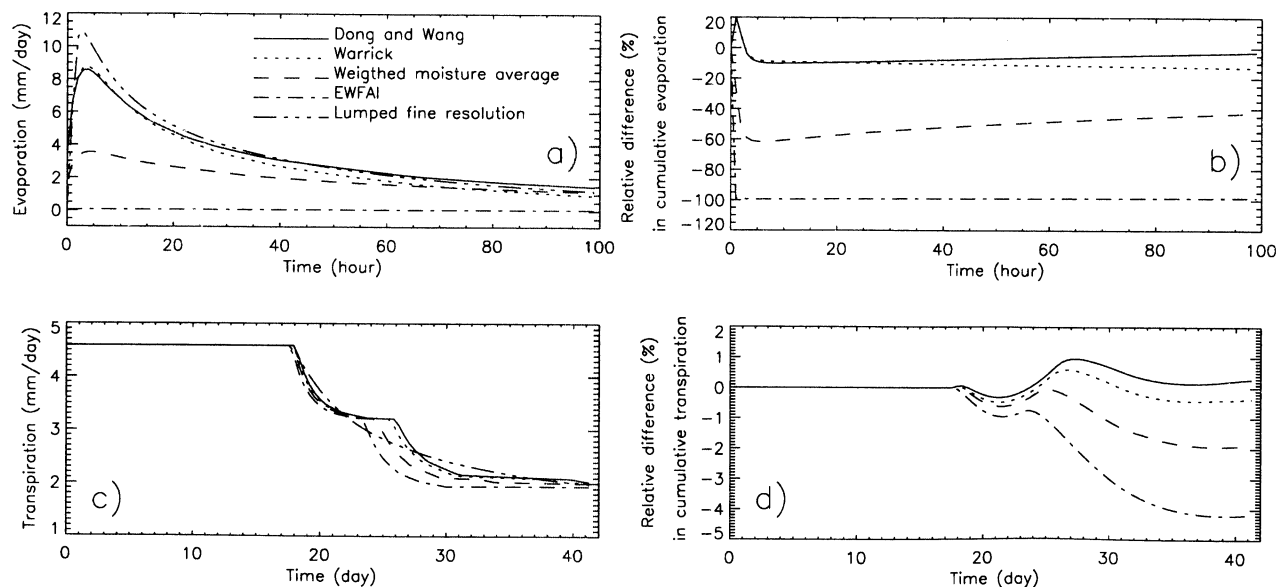 Evaporation (mm/day)
12
10
8
6
4
2
0
0 20 40 60 80 100
Time (hour)
Dong and Wang
Warrick
Weigthed moisture average
EWFAI
Lumped fine resolution
a)
Relative difference (%)
in cumulative evaporation
20
0
-20
-40
-60
-80
-100
-120
0 20 40 60 80 100
Time (hour)
b)
Transpiration (mm/day)
5
4
3
2
1
0 10 20 30 40
Time (day)
c)
Relative difference (%)
in cumulative transpiration
2
1
0
-1
-2
-3
-4
-5
0 10 20 30 40
Time (day)
d)